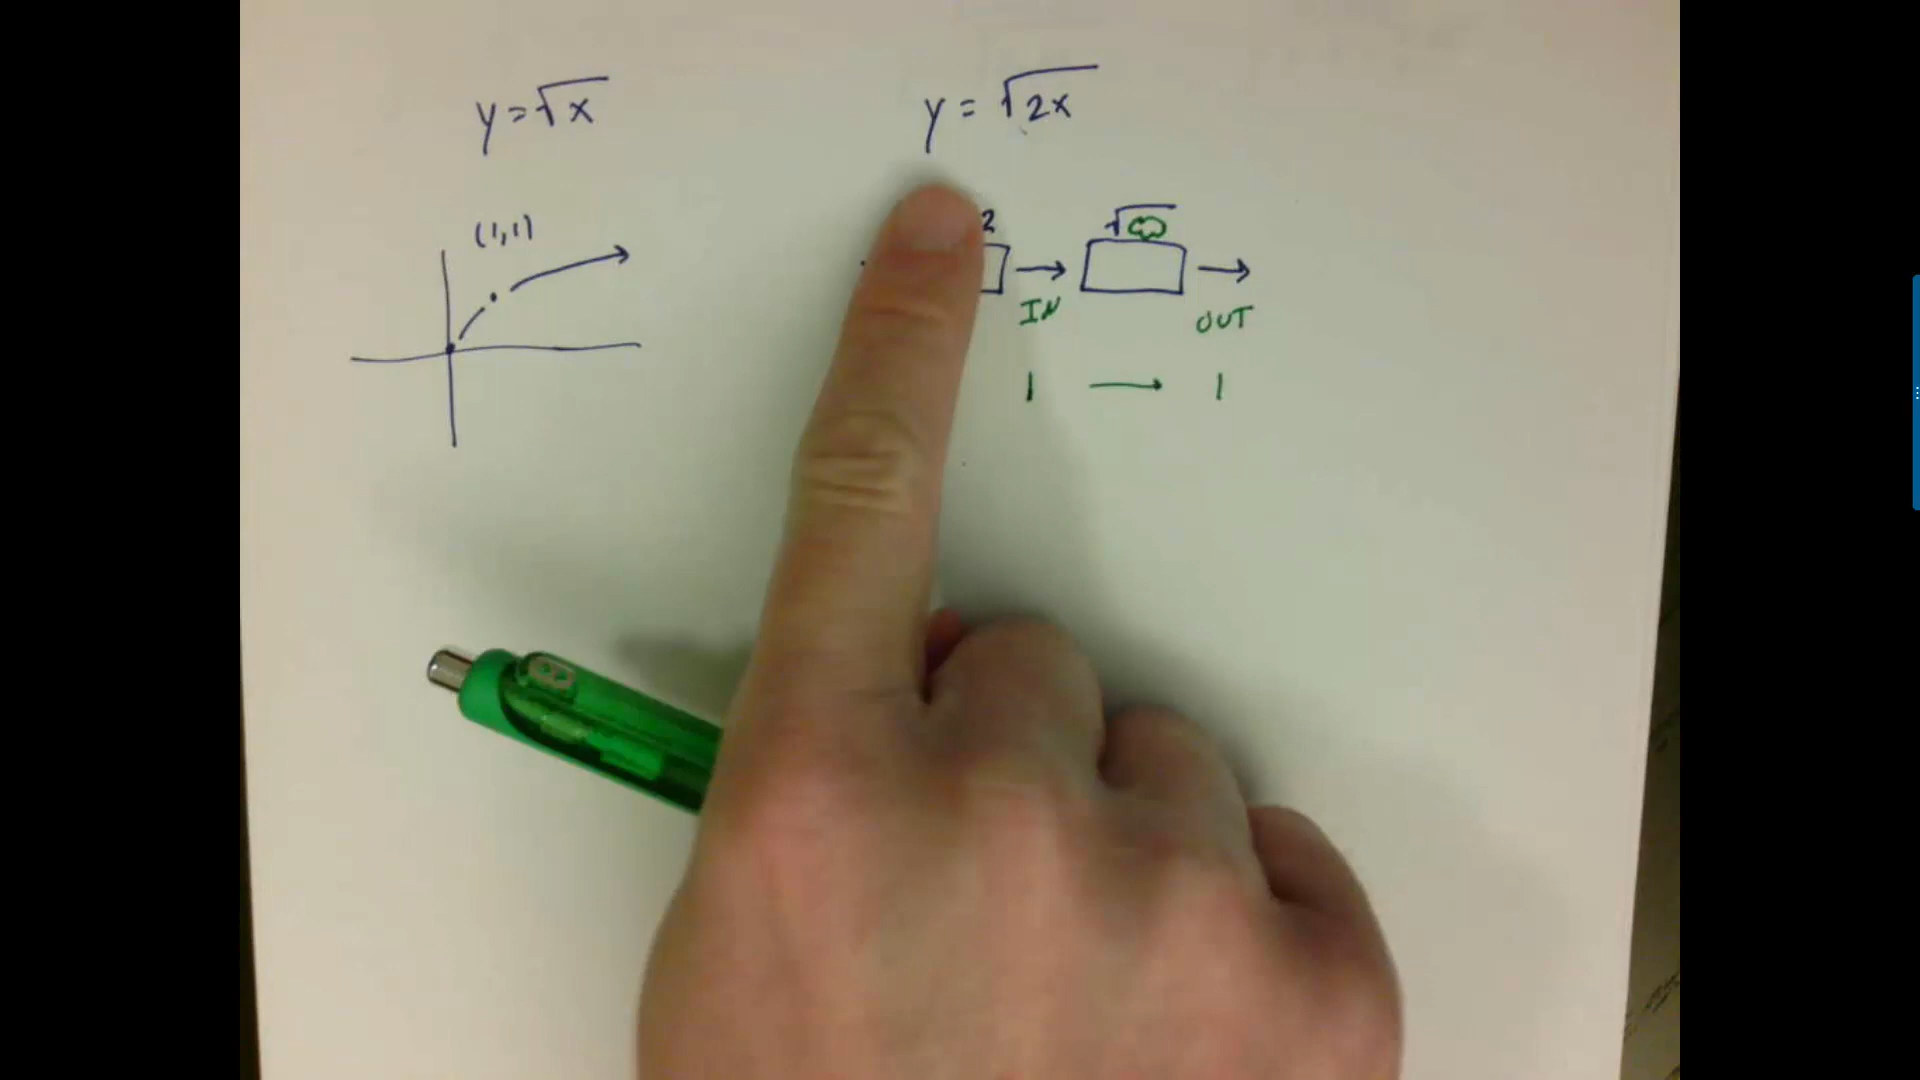 y = √x
y = √2x
(1,1)
2
√
IN
OUT
1 → 1